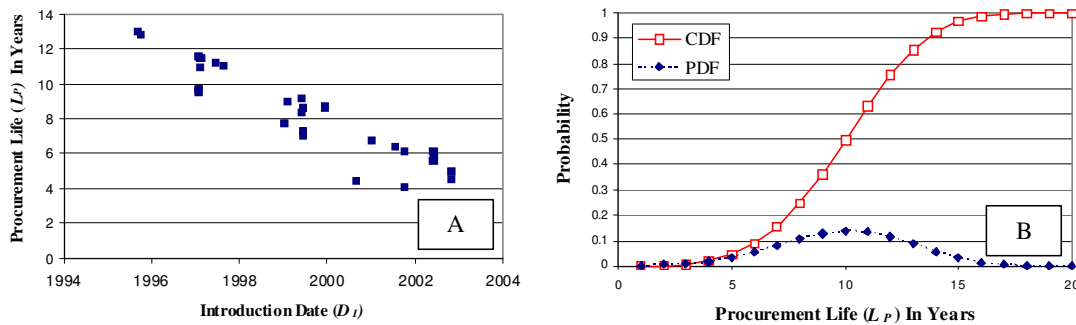 Procurement Life (LP) In Years
14
12
10
8
6
4
2
0
1994 1996 1998 2000 2002 2004
Introduction Date (DI)
A
Probability
1
0.9
0.8
0.7
0.6
0.5
0.4
0.3
0.2
0.1
0
CDF
PDF
0 5 10 15 20
Procurement Life (LP) In Years
B